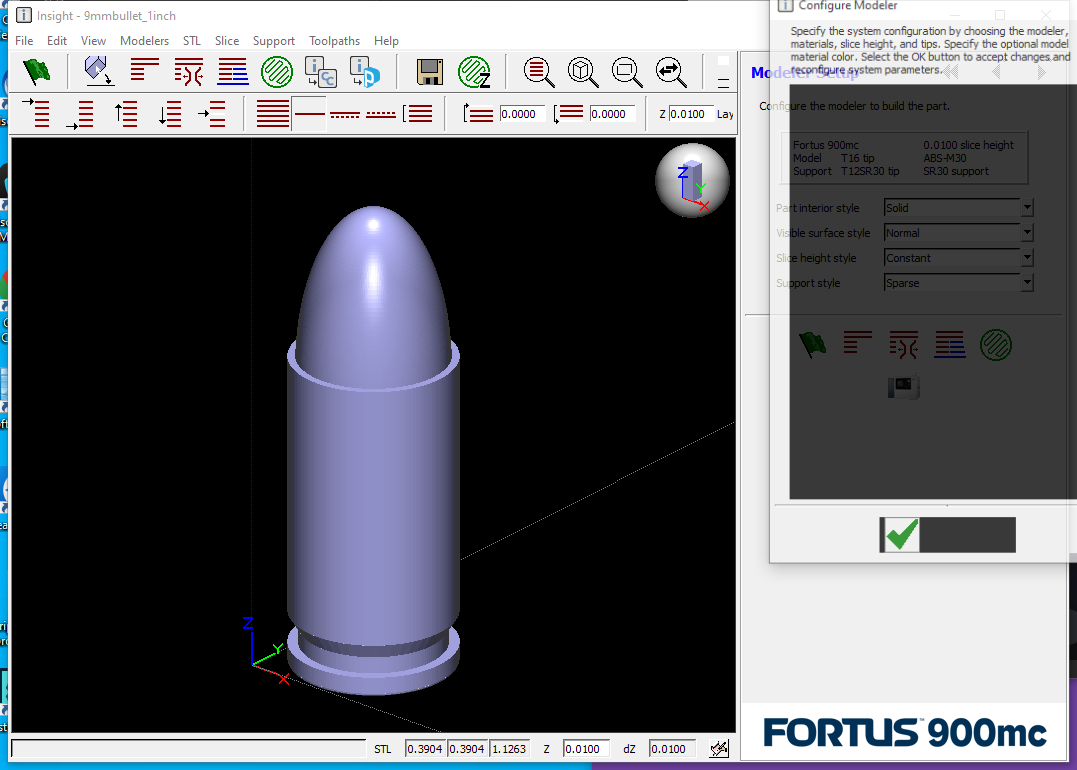 Insight - 9mmbullet_1inch
File Edit View Modelers STL Slice Support Toolpaths Help
0.0000 0.0000 Z 0.0100 Lay
Z
Y
X
Z
Y
X
STL 0.3904 0.3904 1.1263 Z 0.0100 dZ 0.0100
Configure Modeler
Specify the system configuration by choosing the modeler,
materials, slice height, and tips. Specify the optional model
material color. Select the OK button to accept changes and
reconfigure system parameters.
Modeler Setup
Configure the modeler to build the part.
Fortus 900mc 0.0100 slice height
Model T16 tip ABS-M30
Support T12SR30 tip SR30 support
Part interior style Solid
Visible surface style Normal
Slice height style Constant
Support style Sparse
FORTUS 900mc